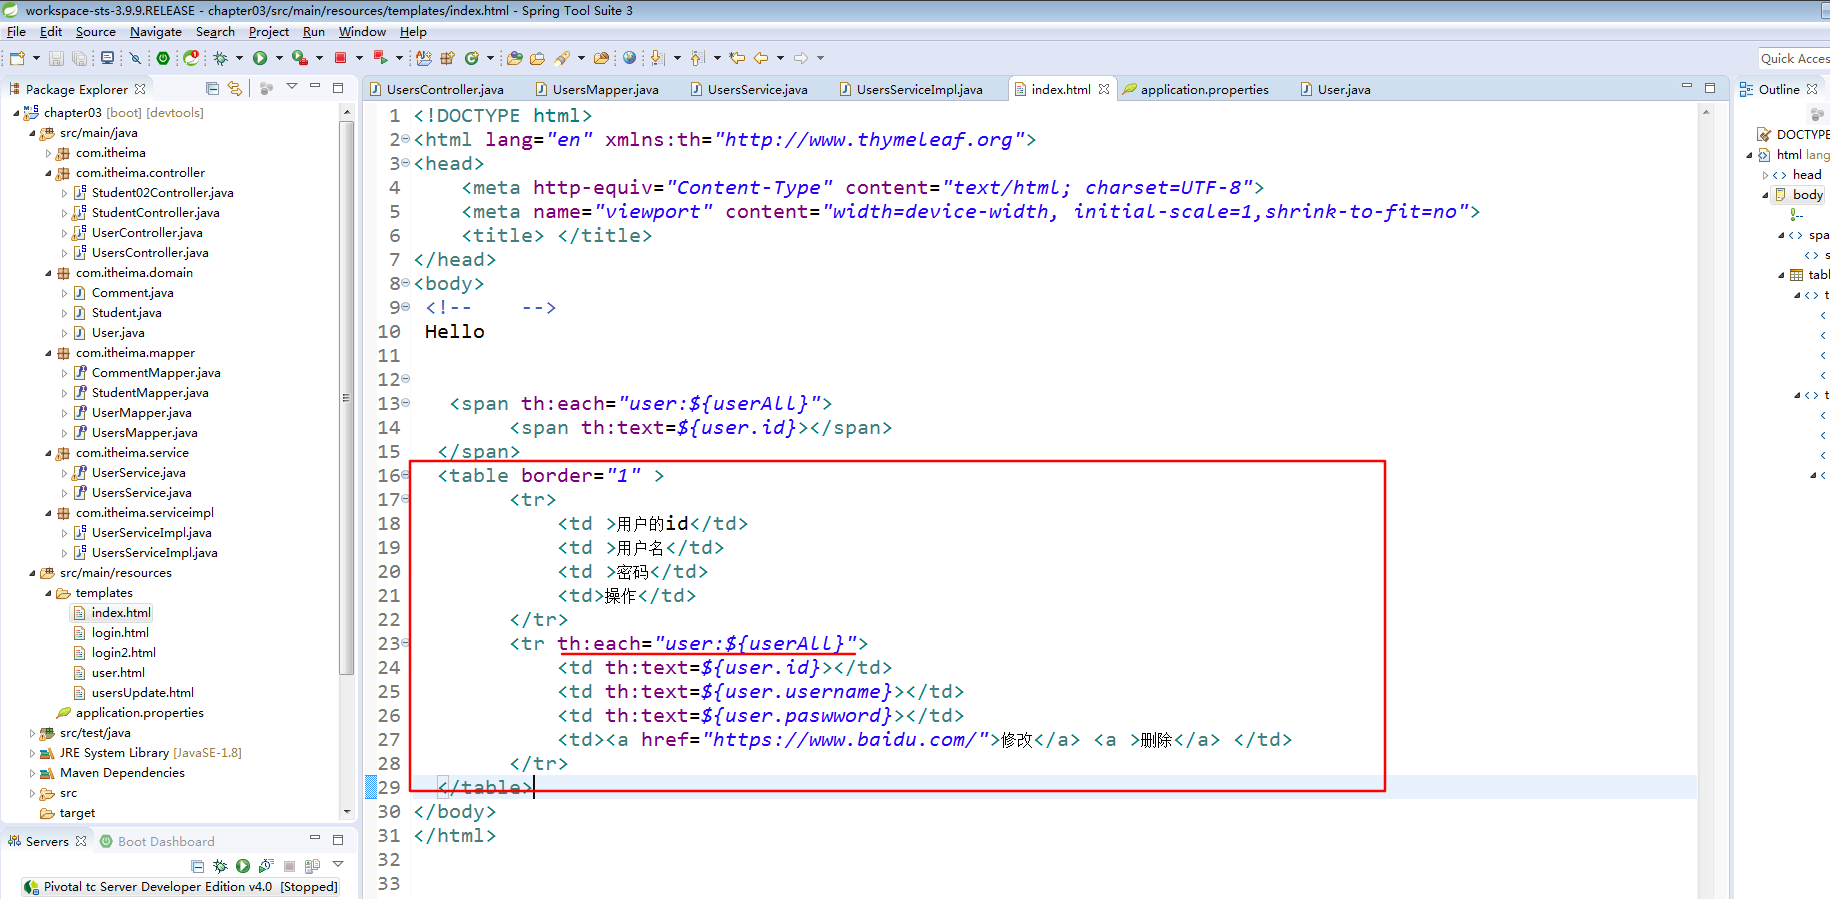 workspace-sts-3.9.9.RELEASE - chapter03/src/main/resources/templates/index.html - Spring Tool Suite 3
File Edit Source Navigate Search Project Run Window Help
Quick Acces
Package Explorer
chapter03 [boot] [devtools]
src/main/java
com.itheima
com.itheima.controller
Student02Controller.java
StudentController.java
UserController.java
UsersController.java
com.itheima.domain
Comment.java
Student.java
User.java
com.itheima.mapper
CommentMapper.java
StudentMapper.java
UserMapper.java
UsersMapper.java
com.itheima.service
UserService.java
UsersService.java
com.itheima.serviceimpl
UserServiceImpl.java
UsersServiceImpl.java
src/main/resources
templates
index.html
login.html
login2.html
user.html
usersUpdate.html
application.properties
src/test/java
JRE System Library [JavaSE-1.8]
Maven Dependencies
src
target
Servers Boot Dashboard
Pivotal tc Server Developer Edition v4.0 [Stopped]
UsersController.java UsersMapper.java UsersService.java UsersServiceImpl.java index.html application.properties User.java
1 <!DOCTYPE html>
2 <html lang="en" xmlns:th="http://www.thymeleaf.org">
3 <head>
4 <meta http-equiv="Content-Type" content="text/html; charset=UTF-8">
5 <meta name="viewport" content="width=device-width, initial-scale=1,shrink-to-fit=no">
6 <title> </title>
7 </head>
8 <body>
9 <!-- -->
10 Hello
11
12
13 <span th:each="user:${userAll}">
14 <span th:text=${user.id}></span>
15 </span>
16 <table border="1" >
17 <tr>
18 <td >用户的id</td>
19 <td >用户名</td>
20 <td >密码</td>
21 <td>操作</td>
22 </tr>
23 <tr th:each="user:${userAll}">
24 <td th:text=${user.id}></td>
25 <td th:text=${user.username}></td>
26 <td th:text=${user.paswword}></td>
27 <td><a href="https://www.baidu.com/">修改</a> <a >删除</a> </td>
28 </tr>
29 </table>
30 </body>
31 </html>
32
33
Outline
DOCTYPE
html lang
head
body
!--
spa
s
tabl
t
t